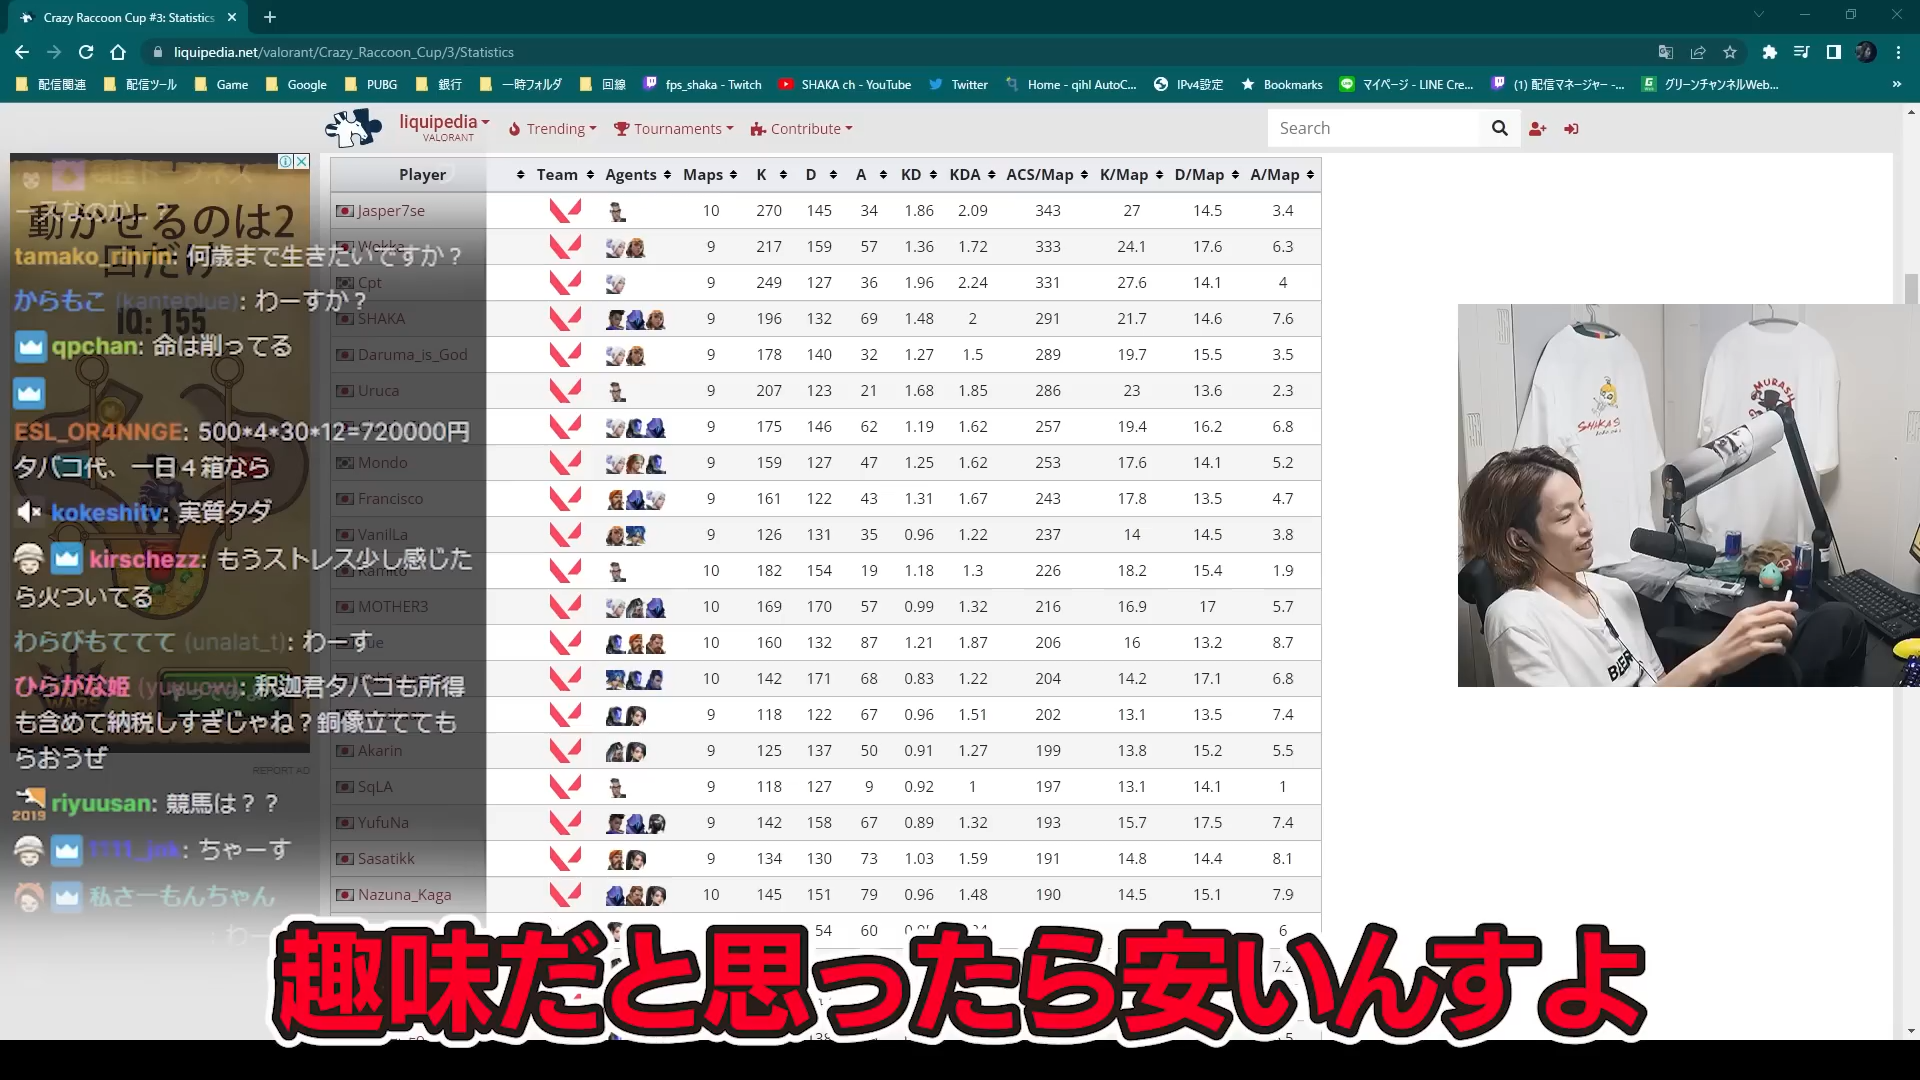 Crazy Raccoon Cup #3: Statistics
liquipedia.net/valorant/Crazy_Raccoon_Cup/3/Statistics
配信関連 配信ツール Game Google PUBG 銀行 一時フォルダ 回線 fps_shaka - Twitch SHAKA ch - YouTube Twitter Home - qihl AutoC... IPv4設定 Bookmarks マイページ - LINE Cre... (1) 配信マネージャー -... グリーンチャンネルWeb... »
liquipedia VALORANT Trending Tournaments Contribute Search
動かせるのは2
回だけ
IQ: 155
REPORT AD
tamako_rinrin: 何歳まで生きたいですか？
からもこ (kanteblue): わーすか？
qpchan: 命は削ってる
ESL_OR4NNGE: 500*4*30*12=720000円
タバコ代、一日４箱なら
kokeshitv: 実質タダ
kirschezz: もうストレス少し感じた
ら火ついてる
わらびもててて (unalat_t): わーす
ひらがな姫 (yuyuow): 釈迦君タバコも所得
も含めて納税しすぎじゃね？銅像立てても
らおうぜ
2019 riyuusan: 競馬は？？
1111_jnk: ちゃーす
私さーもんちゃん
Player Team Agents Maps K D A KD KDA ACS/Map K/Map D/Map A/Map
Jasper7se 10 270 145 34 1.86 2.09 343 27 14.5 3.4
Wokka 9 217 159 57 1.36 1.72 333 24.1 17.6 6.3
Cpt 9 249 127 36 1.96 2.24 331 27.6 14.1 4
SHAKA 9 196 132 69 1.48 2 291 21.7 14.6 7.6
Daruma_is_God 9 178 140 32 1.27 1.5 289 19.7 15.5 3.5
Uruca 9 207 123 21 1.68 1.85 286 23 13.6 2.3
9 175 146 62 1.19 1.62 257 19.4 16.2 6.8
Mondo 9 159 127 47 1.25 1.62 253 17.6 14.1 5.2
Francisco 9 161 122 43 1.31 1.67 243 17.8 13.5 4.7
VanilLa 9 126 131 35 0.96 1.22 237 14 14.5 3.8
Kamito 10 182 154 19 1.18 1.3 226 18.2 15.4 1.9
MOTHER3 10 169 170 57 0.99 1.32 216 16.9 17 5.7
10 160 132 87 1.21 1.87 206 16 13.2 8.7
10 142 171 68 0.83 1.22 204 14.2 17.1 6.8
9 118 122 67 0.96 1.51 202 13.1 13.5 7.4
Akarin 9 125 137 50 0.91 1.27 199 13.8 15.2 5.5
SqLA 9 118 127 9 0.92 1 197 13.1 14.1 1
YufuNa 9 142 158 67 0.89 1.32 193 15.7 17.5 7.4
Sasatikk 9 134 130 73 1.03 1.59 191 14.8 14.4 8.1
Nazuna_Kaga 10 145 151 79 0.96 1.48 190 14.5 15.1 7.9
54 60 6
趣味だと思ったら安いんすよ